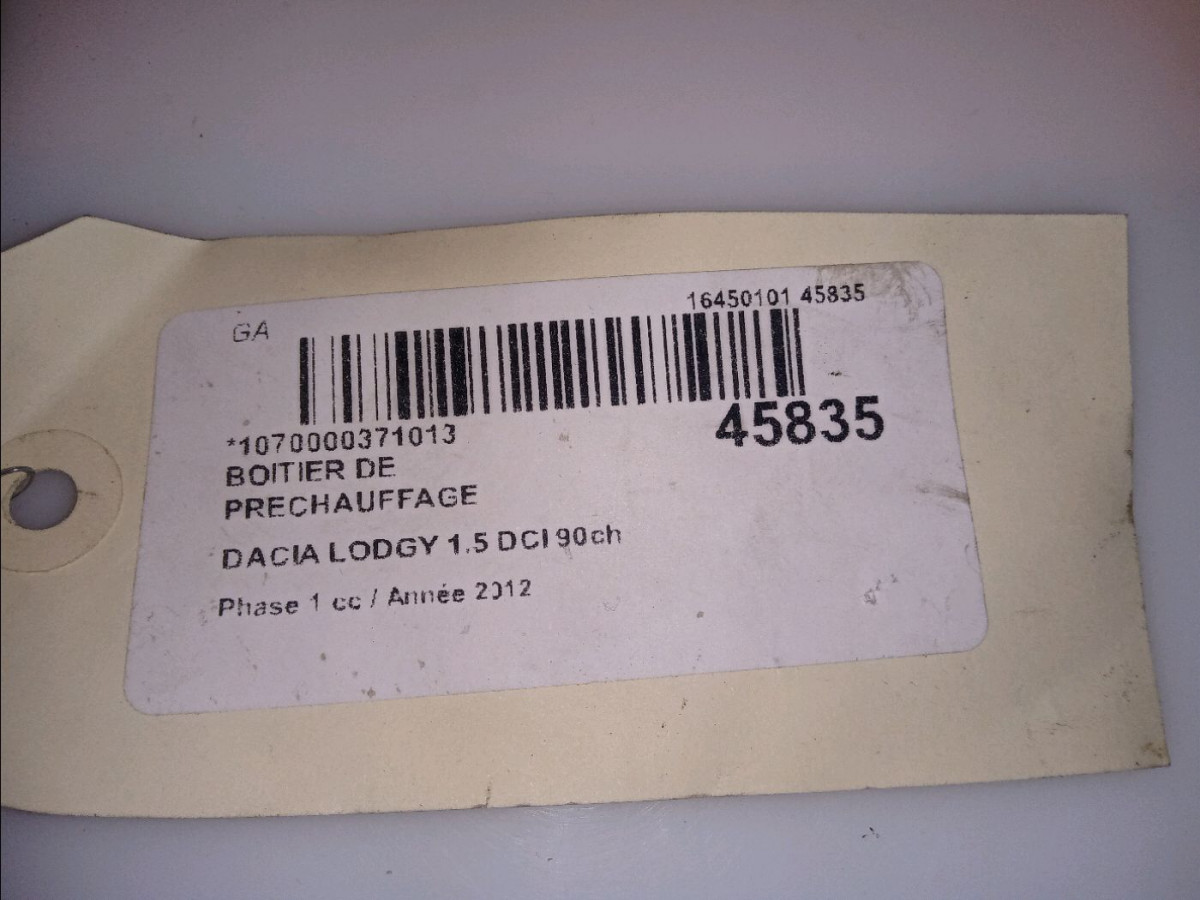 GA
16450101 45835
*1070000371013
45835
BOITIER DE
PRECHAUFFAGE
DACIA LODGY 1.5 DCI 90ch
Phase 1 cc / Année 2012